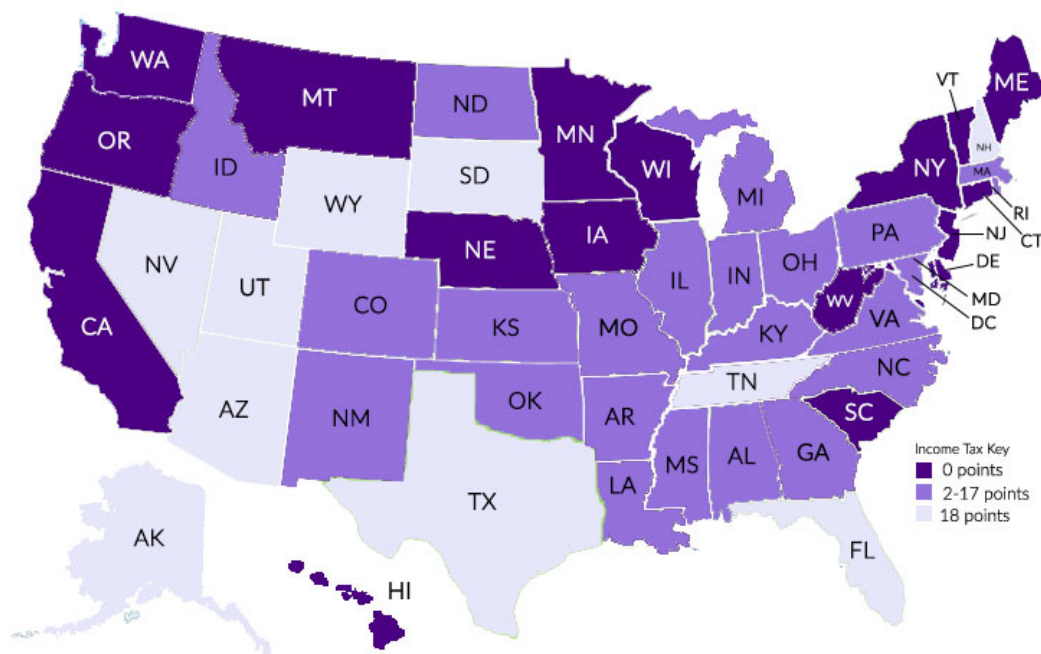 WA
VT
ME
MT
ND
MN
OR
ID
WI
NY
NH
MA
SD
MI
WY
RI
CT
NJ
NE
IA
PA
NV
UT
IL
IN
OH
DE
CO
WV
MD
DC
CA
KS
MO
KY
VA
TN
NC
AZ
NM
OK
AR
SC
MS
AL
GA
LA
TX
Income Tax Key
0 points
2-17 points
18 points
AK
FL
HI